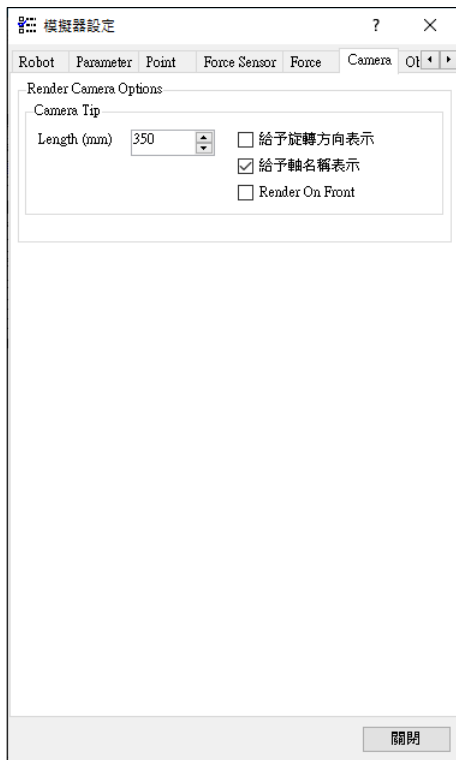 模擬器設定 ?
Robot Parameter Point Force Sensor Force Camera
Render Camera Options
Camera Tip
Length (mm) 350 給予旋轉方向表示
給予軸名稱表示
Render On Front
關閉